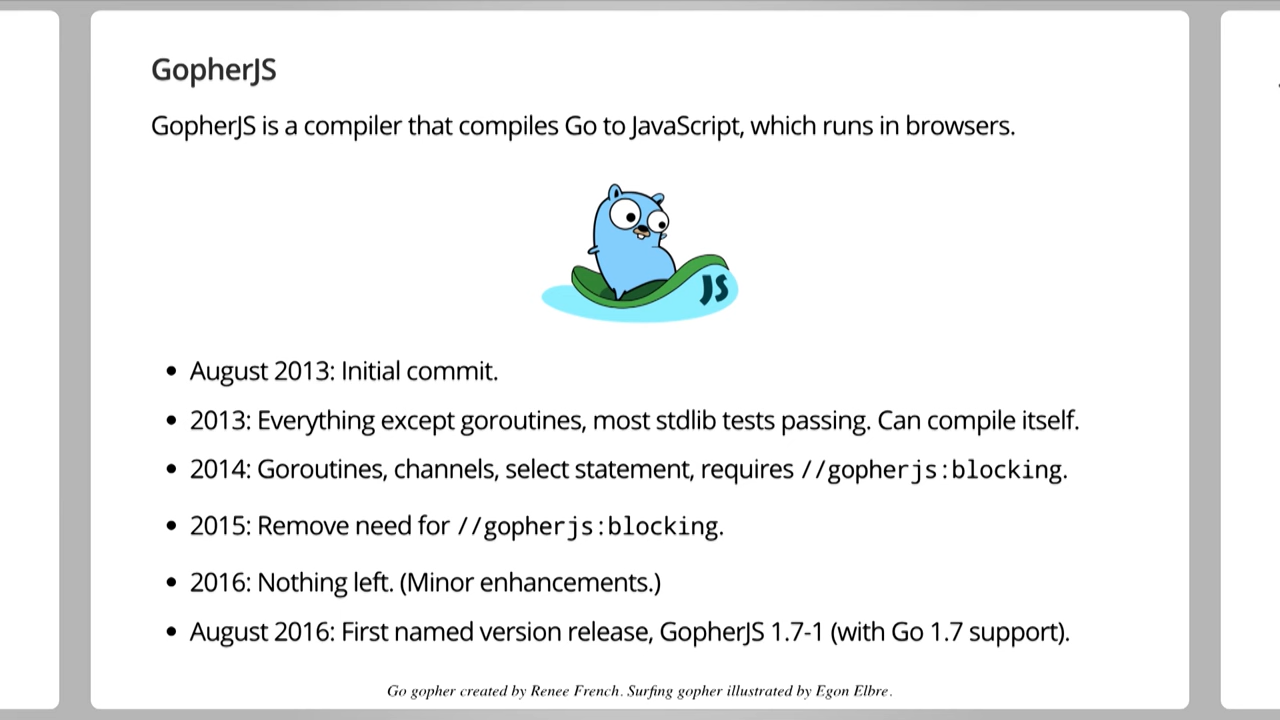 GopherJS
GopherJS is a compiler that compiles Go to JavaScript, which runs in browsers.
JS
• August 2013: Initial commit.
• 2013: Everything except goroutines, most stdlib tests passing. Can compile itself.
• 2014: Goroutines, channels, select statement, requires //gopherjs:blocking.
• 2015: Remove need for //gopherjs:blocking.
• 2016: Nothing left. (Minor enhancements.)
• August 2016: First named version release, GopherJS 1.7-1 (with Go 1.7 support).
Go gopher created by Renee French. Surfing gopher illustrated by Egon Elbre.